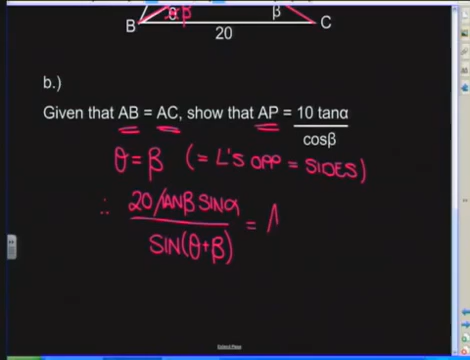 θ β β
B C
20
b.)
Given that AB = AC, show that AP = 10 tanα / cosβ
θ = β (= L'S OPP = SIDES)
∴ 20 TANβ SINα / SIN(θ+β) =